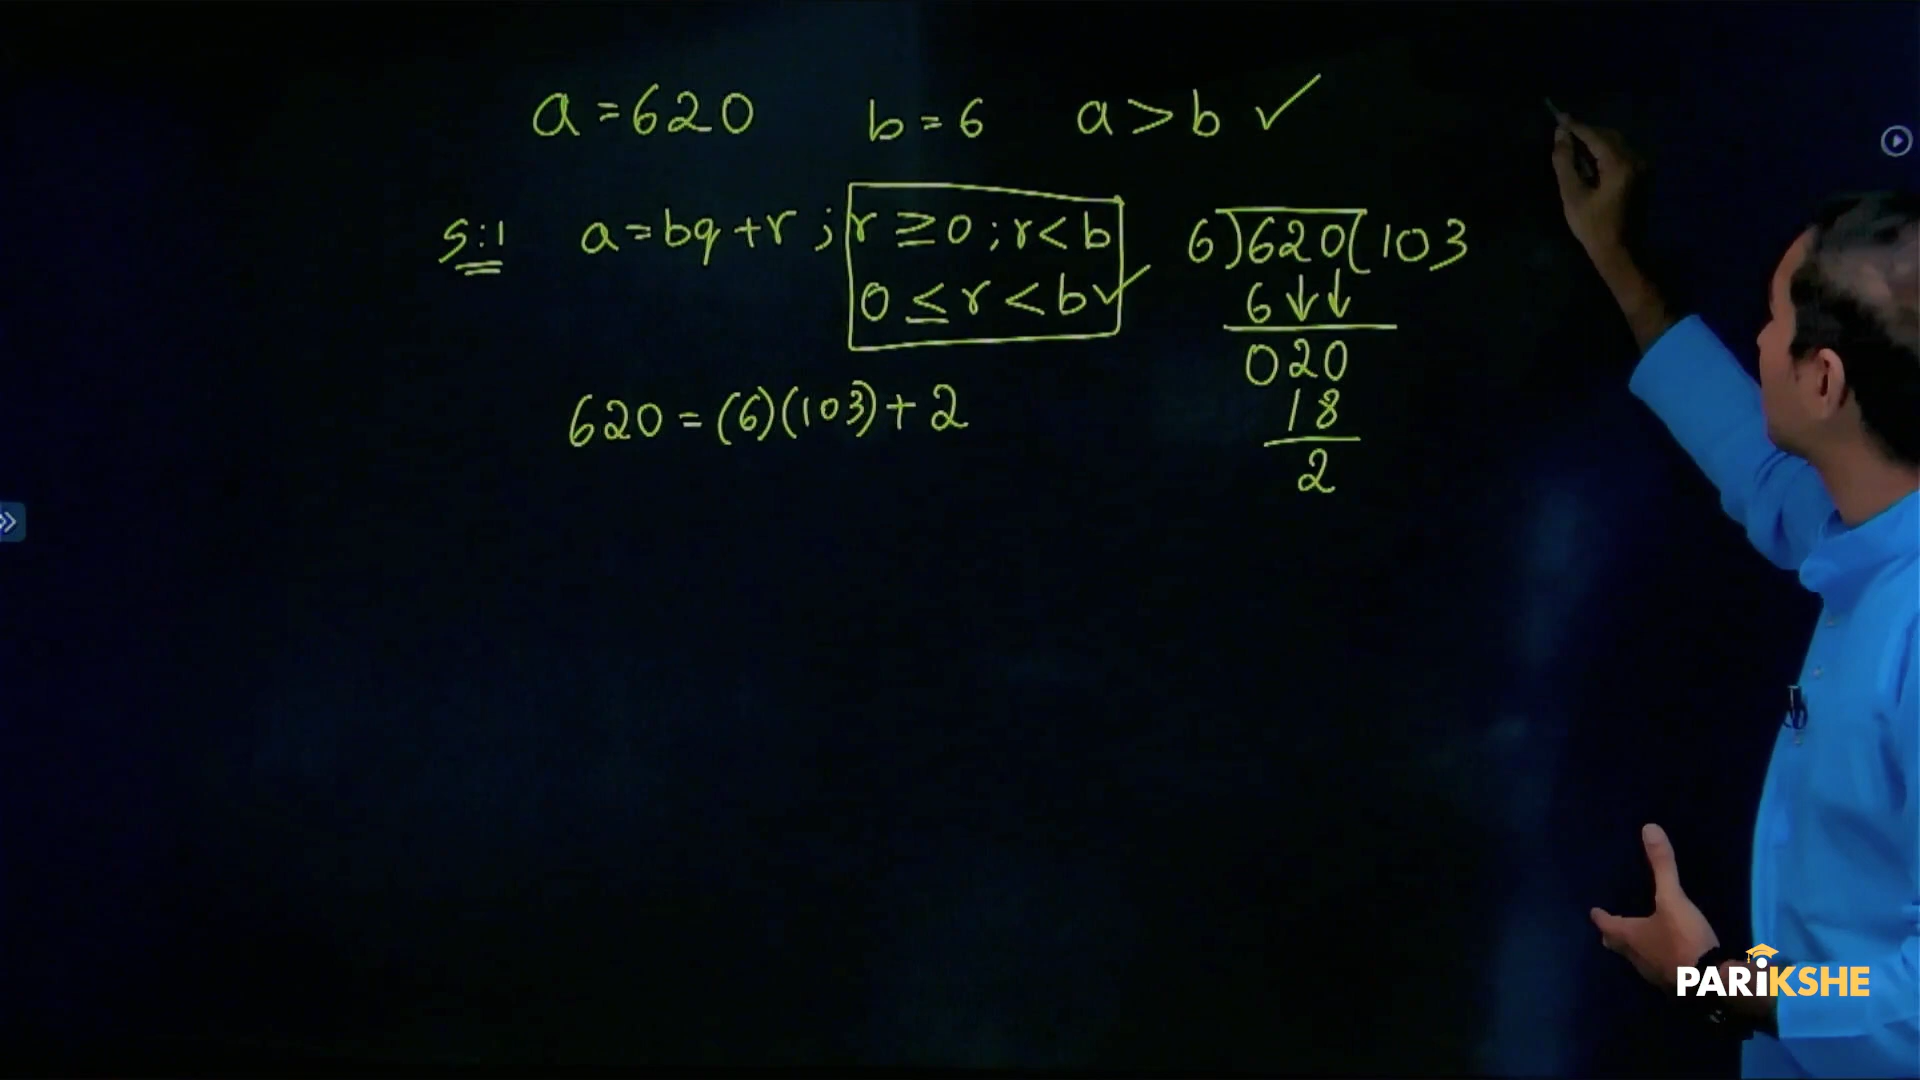 a = 620 b = 6 a > b ✓
S:1 a = bq + r ; r ≥ 0 ; r < b
0 ≤ r < b ✓
620 = (6)(103) + 2
6)620(103
6↓↓
020
18
2
PARiKSHE